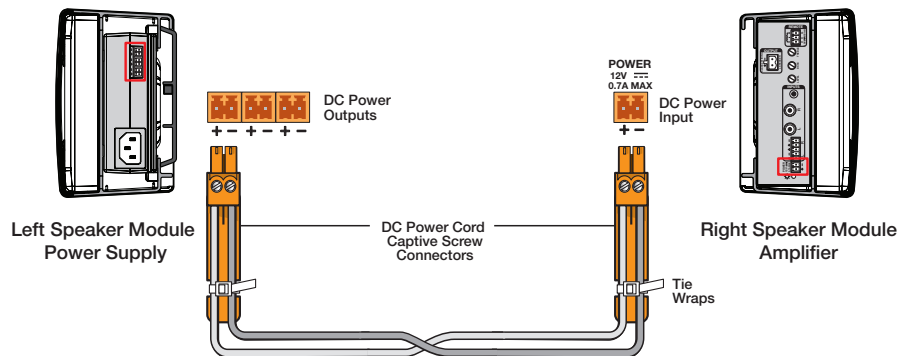 POWER
12V
0.7A MAX
DC Power
Outputs
DC Power
Input
+ − + − + −
+ −
Left Speaker Module
Power Supply
DC Power Cord
Captive Screw
Connectors
Right Speaker Module
Amplifier
Tie
Wraps